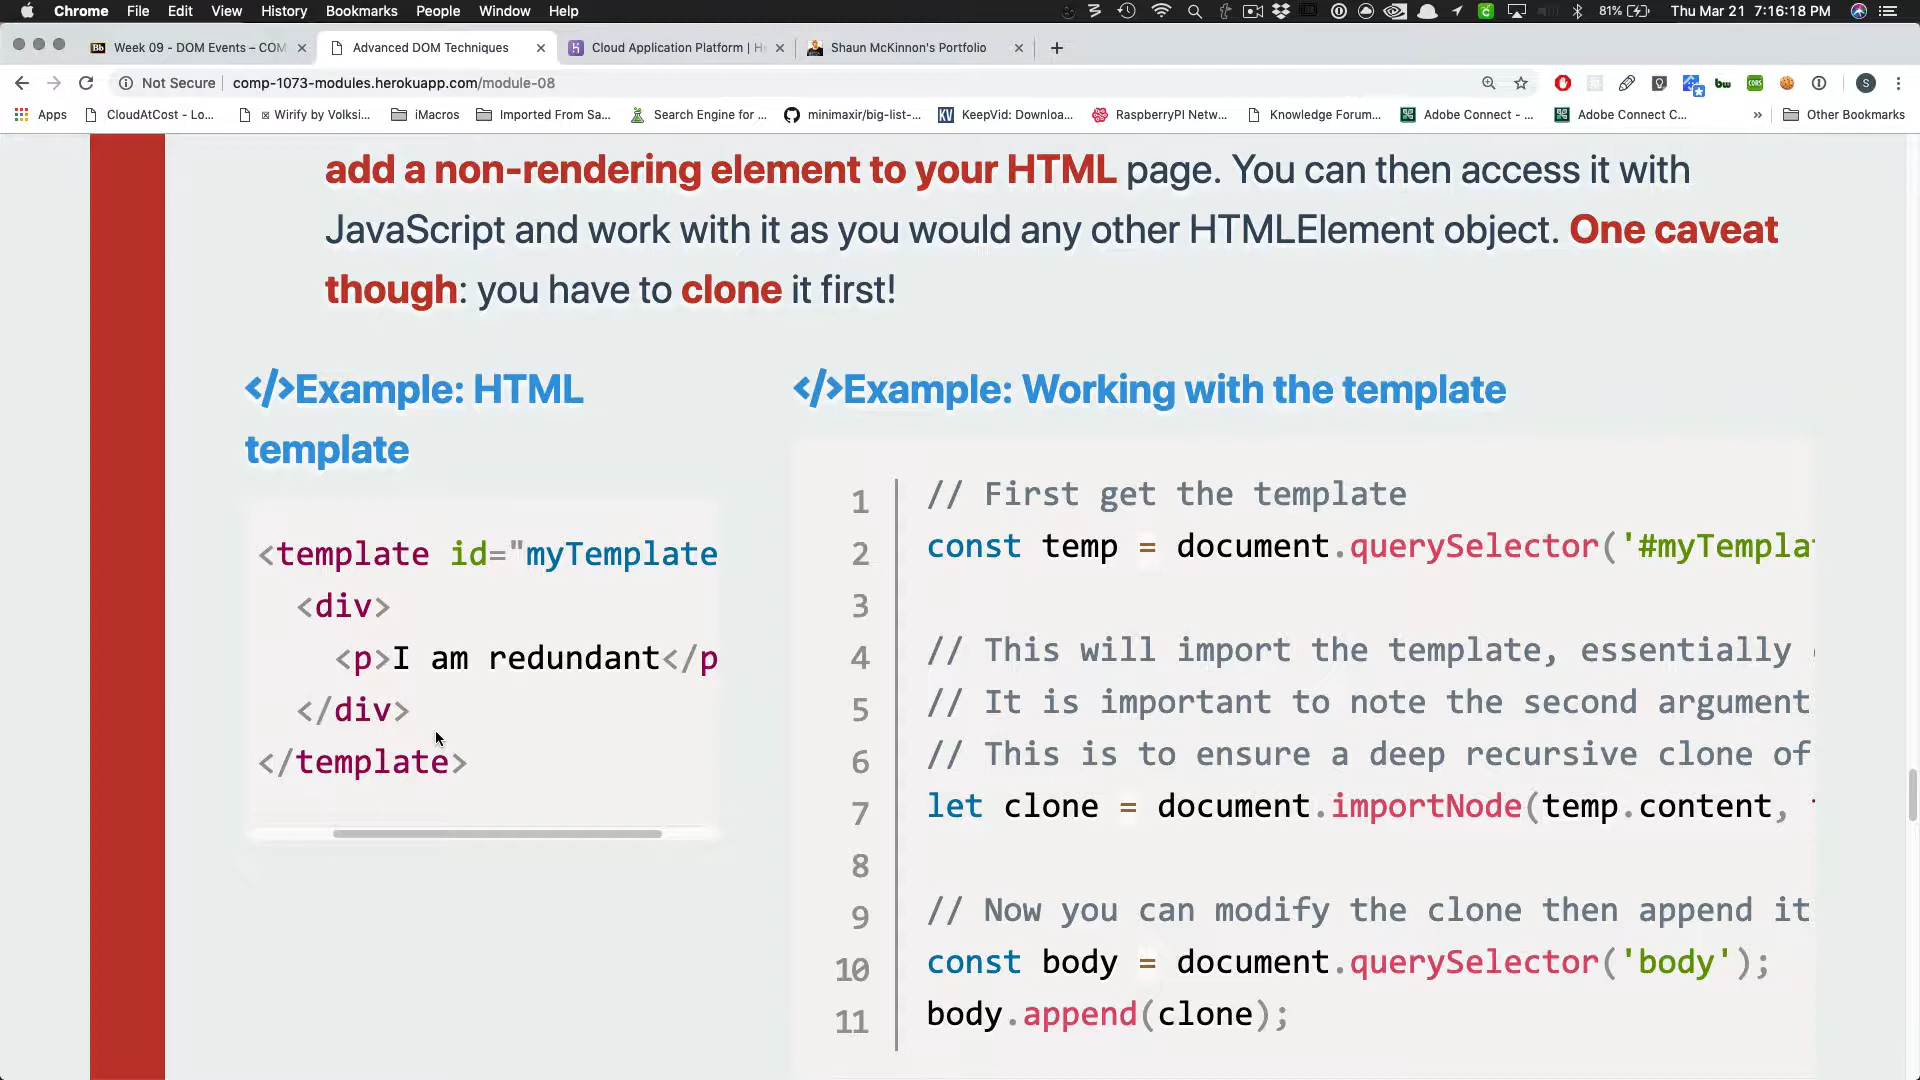 Chrome File Edit View History Bookmarks People Window Help 81% Thu Mar 21 7:16:18 PM
Bb Week 09 - DOM Events – COM Advanced DOM Techniques Cloud Application Platform | H Shaun McKinnon's Portfolio
Not Secure comp-1073-modules.herokuapp.com/module-08
Apps CloudAtCost - Lo... Wirify by Volksi... iMacros Imported From Sa... Search Engine for ... minimaxir/big-list-... KeepVid: Downloa... RaspberryPI Netw... Knowledge Forum... Adobe Connect - ... Adobe Connect C... » Other Bookmarks
add a non-rendering element to your HTML page. You can then access it with
JavaScript and work with it as you would any other HTMLElement object. One caveat
though: you have to clone it first!
</>Example: HTML
template
<template id="myTemplate
<div>
<p>I am redundant</p
</div>
</template>
</>Example: Working with the template
1 // First get the template
2 const temp = document.querySelector('#myTempla
3
4 // This will import the template, essentially
5 // It is important to note the second argument
6 // This is to ensure a deep recursive clone of
7 let clone = document.importNode(temp.content,
8
9 // Now you can modify the clone then append it
10 const body = document.querySelector('body');
11 body.append(clone);